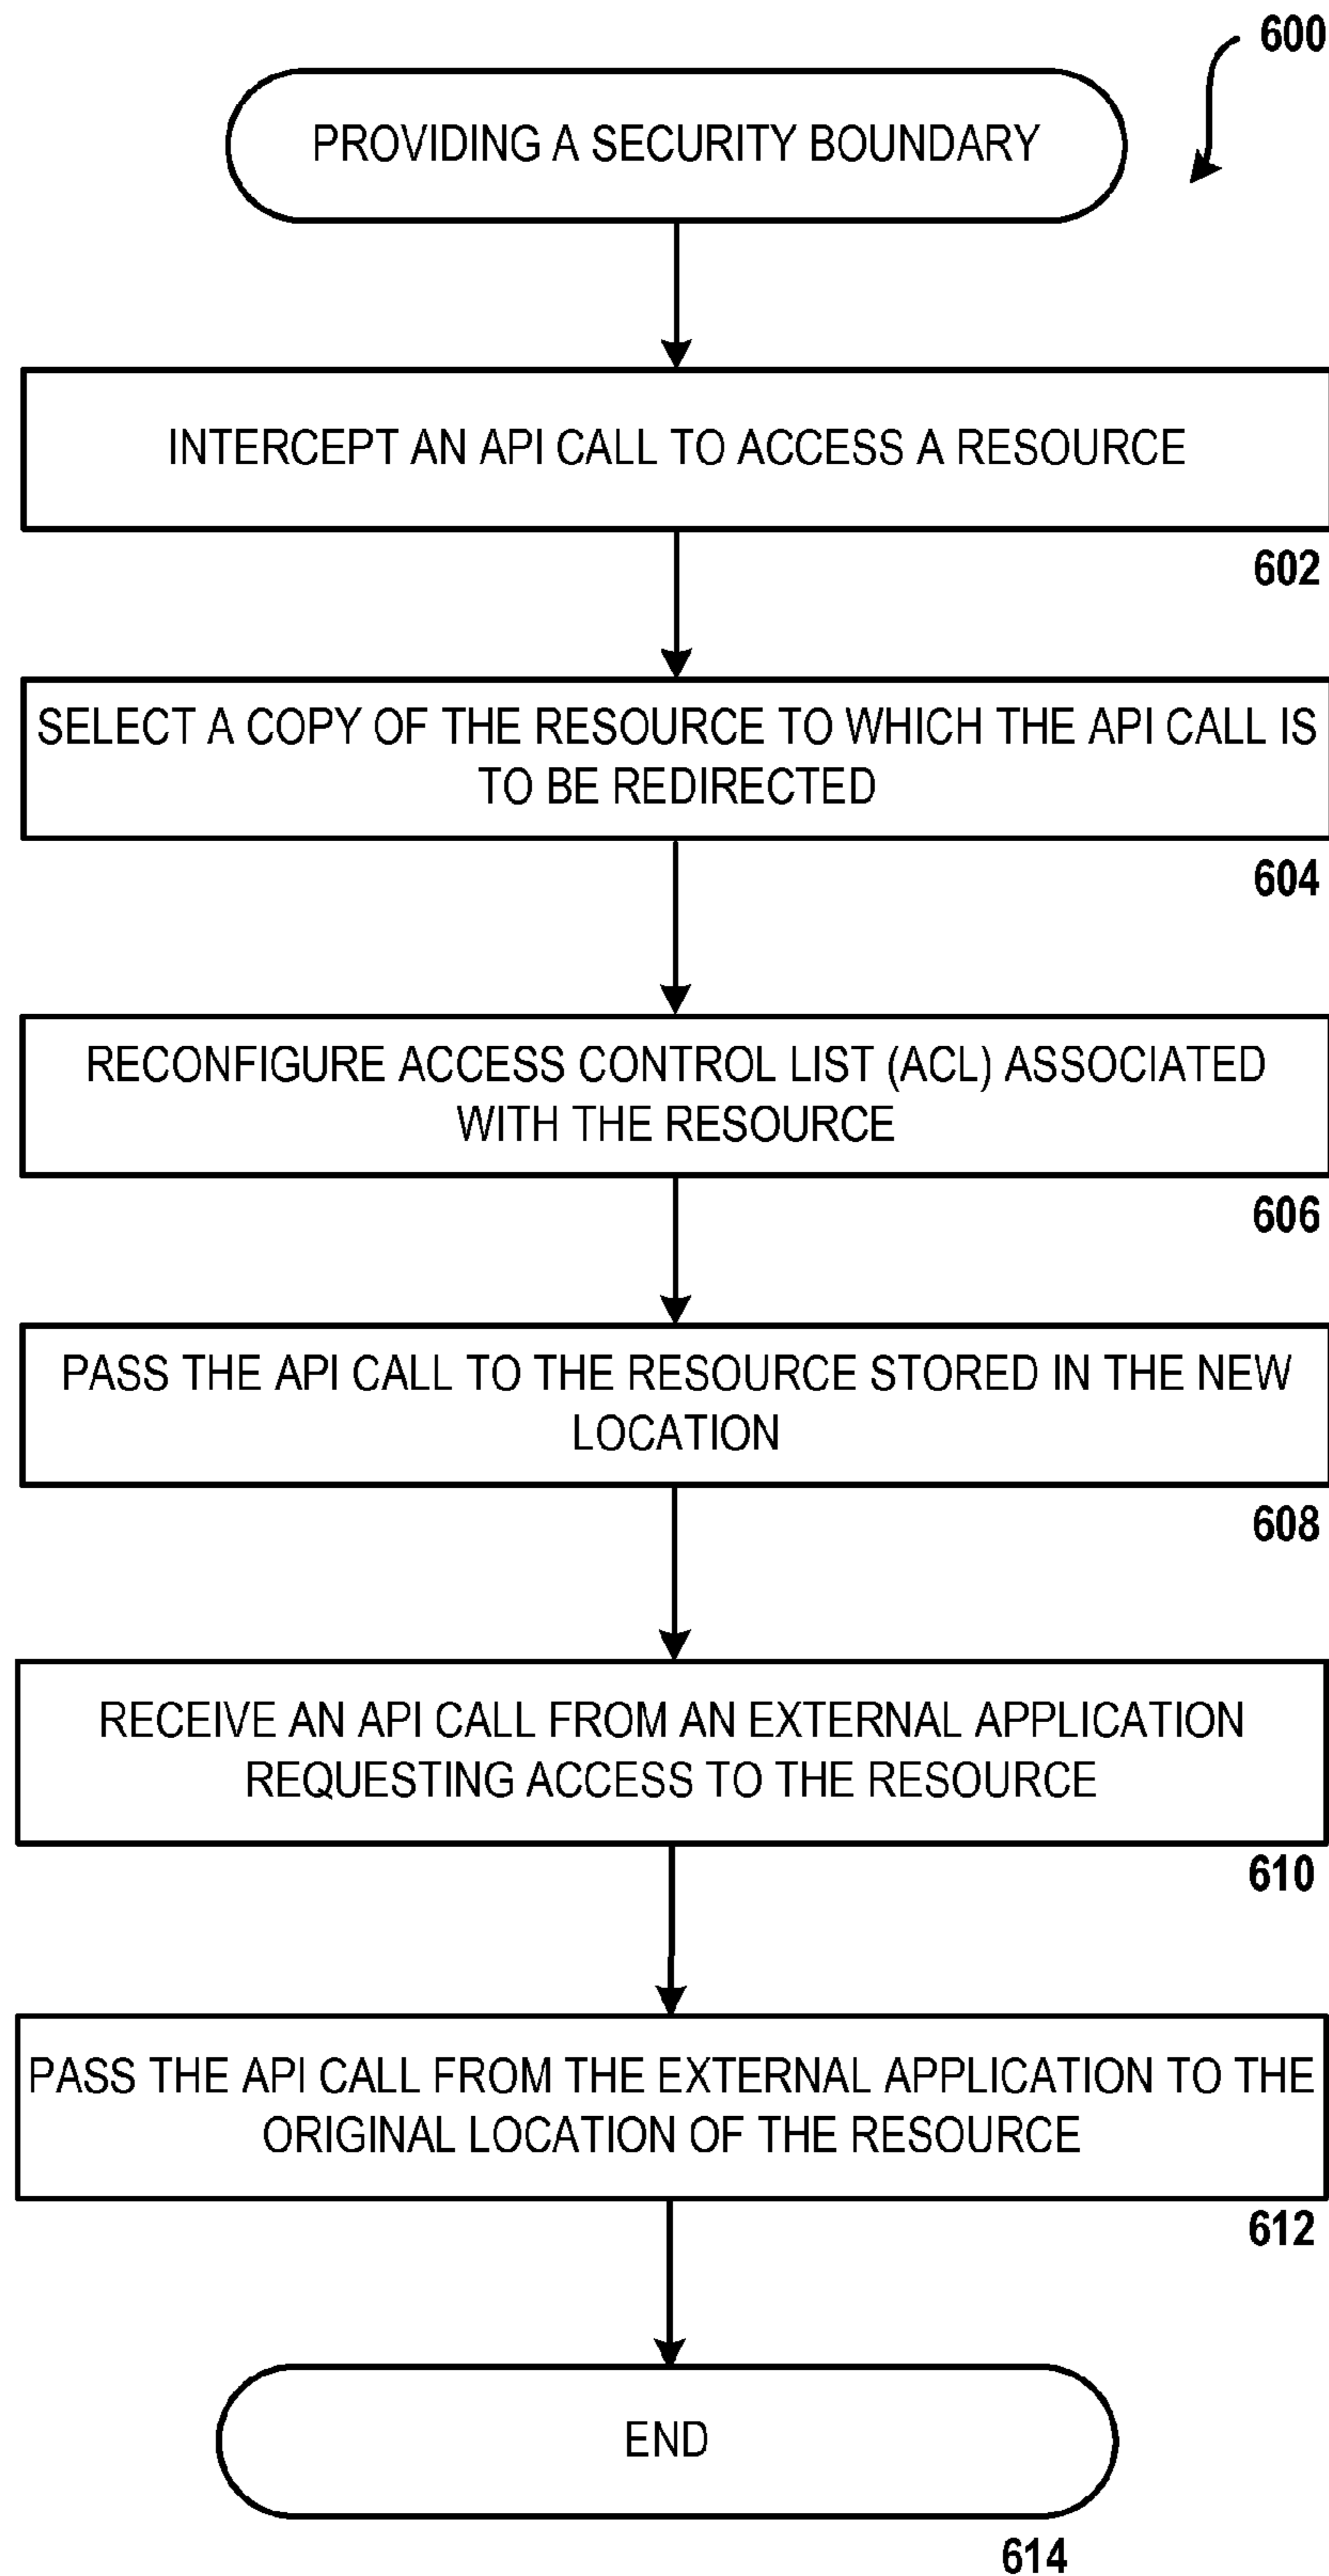 600
PROVIDING A SECURITY BOUNDARY
INTERCEPT AN API CALL TO ACCESS A RESOURCE
602
SELECT A COPY OF THE RESOURCE TO WHICH THE API CALL IS
TO BE REDIRECTED
604
RECONFIGURE ACCESS CONTROL LIST (ACL) ASSOCIATED
WITH THE RESOURCE
606
PASS THE API CALL TO THE RESOURCE STORED IN THE NEW
LOCATION
608
RECEIVE AN API CALL FROM AN EXTERNAL APPLICATION
REQUESTING ACCESS TO THE RESOURCE
610
PASS THE API CALL FROM THE EXTERNAL APPLICATION TO THE
ORIGINAL LOCATION OF THE RESOURCE
612
END
614